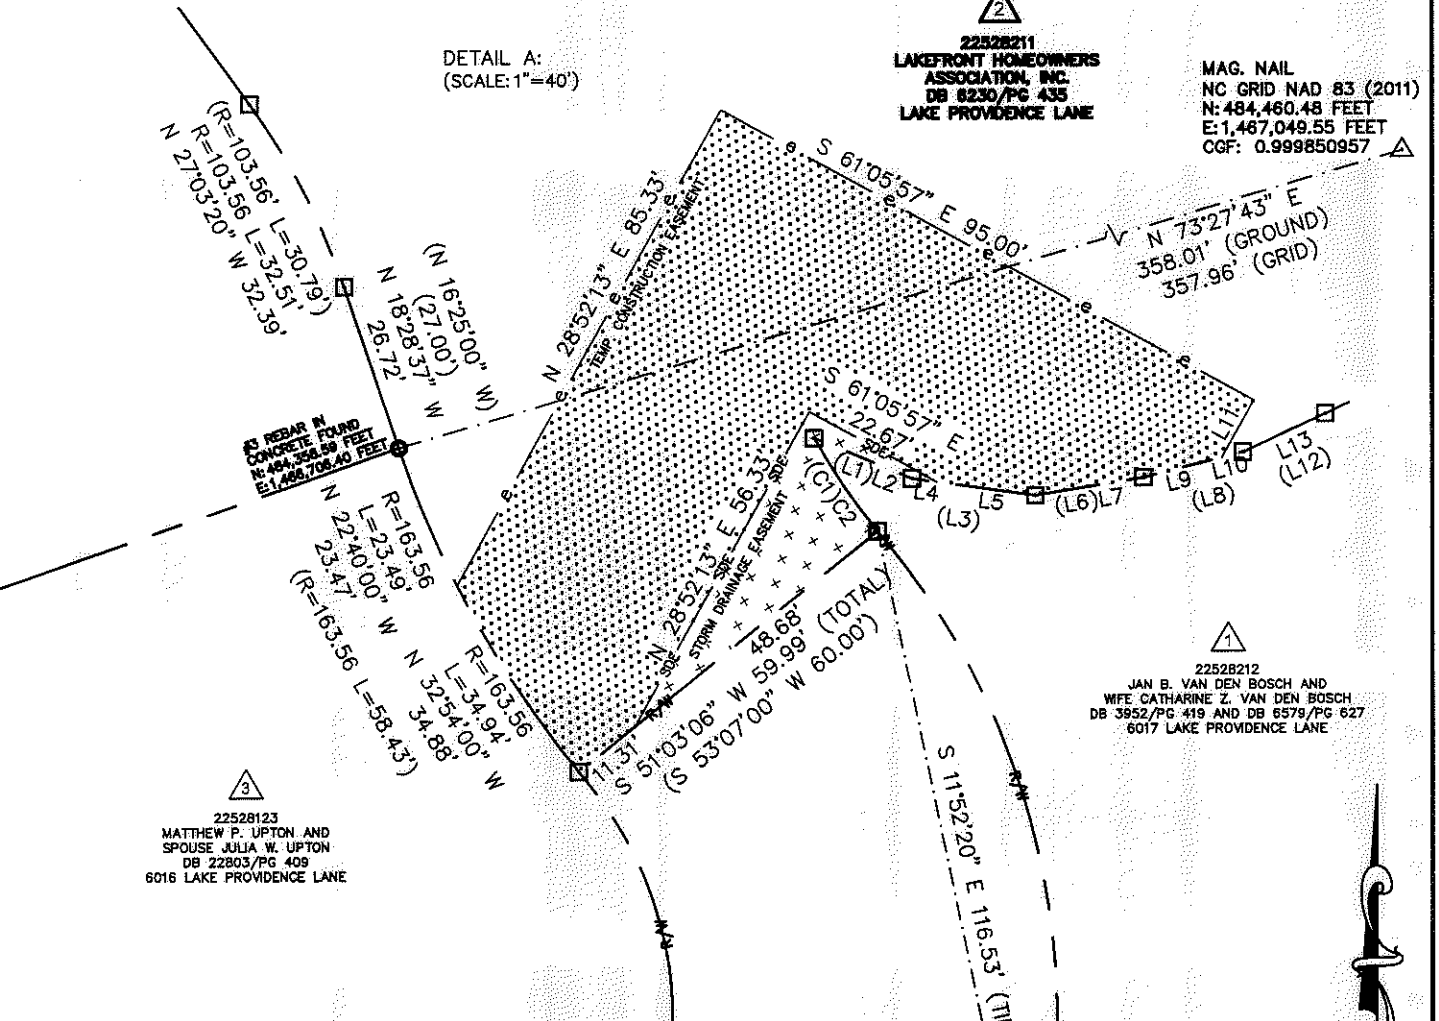 DETAIL A:
(SCALE:1"=40')
2
22528211
LAKEFRONT HOMEOWNERS
ASSOCIATION, INC.
DB 6230/PG 435
LAKE PROVIDENCE LANE
MAG. NAIL
NC GRID NAD 83 (2011)
N:484,460.48 FEET
E:1,467,049.55 FEET
CGF: 0.999850957
(R=103.56' L=30.79')
R=103.56 L=32.51'
N 27°03'20" W 32.39'
(N 16°25'00" W)
(27.00')
N 18°28'37" W
26.72'
N 28°52'13" E 85.33'
TEMP CONSTRUCTION EASEMENT
e
e
e
e
S 61°05'57" E 95.00'
e
e
e
e
e
N 73°27'43" E
358.01' (GROUND)
357.96' (GRID)
#3 REBAR IN
CONCRETE FOUND
N:484,358.59 FEET
E:1,466,706.40 FEET
S 61°05'57" E
22.67'
SDE
(L1)
L2
L4
(L3)
L5
(L6)
L7
L9
(L8)
L10
L11
L13
(L12)
(C1)
C2
N 28°52'13" E 56.33'
SDE
SDE
SDE
STORM DRAINAGE EASEMENT
R/W
R/W
R=163.56
L=23.49'
N 22°40'00" W
23.47'
(R=163.56 L=58.43')
R=163.56
L=34.94'
N 32°54'00" W
34.88'
11.31'
48.68'
S 51°03'06" W 59.99' (TOTAL)
(S 53°07'00" W 60.00')
1
22528212
JAN B. VAN DEN BOSCH AND
WIFE CATHARINE Z. VAN DEN BOSCH
DB 3952/PG 419 AND DB 6579/PG 627
6017 LAKE PROVIDENCE LANE
S 11°52'20" E 116.53'
R/W
3
22528123
MATTHEW P. UPTON AND
SPOUSE JULIA W. UPTON
DB 22803/PG 409
6016 LAKE PROVIDENCE LANE
R/W